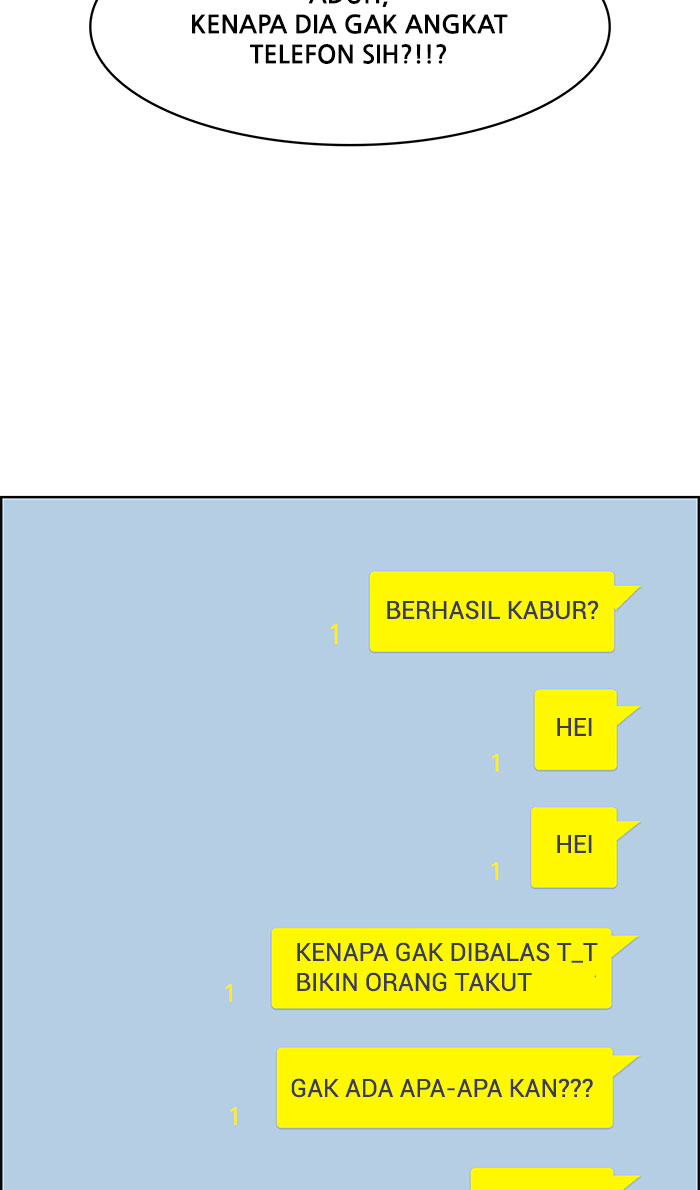 ADUH,
KENAPA DIA GAK ANGKAT
TELEFON SIH?!!?
BERHASIL KABUR?
1
HEI
1
HEI
1
KENAPA GAK DIBALAS T_T
BIKIN ORANG TAKUT
1
GAK ADA APA-APA KAN???
1